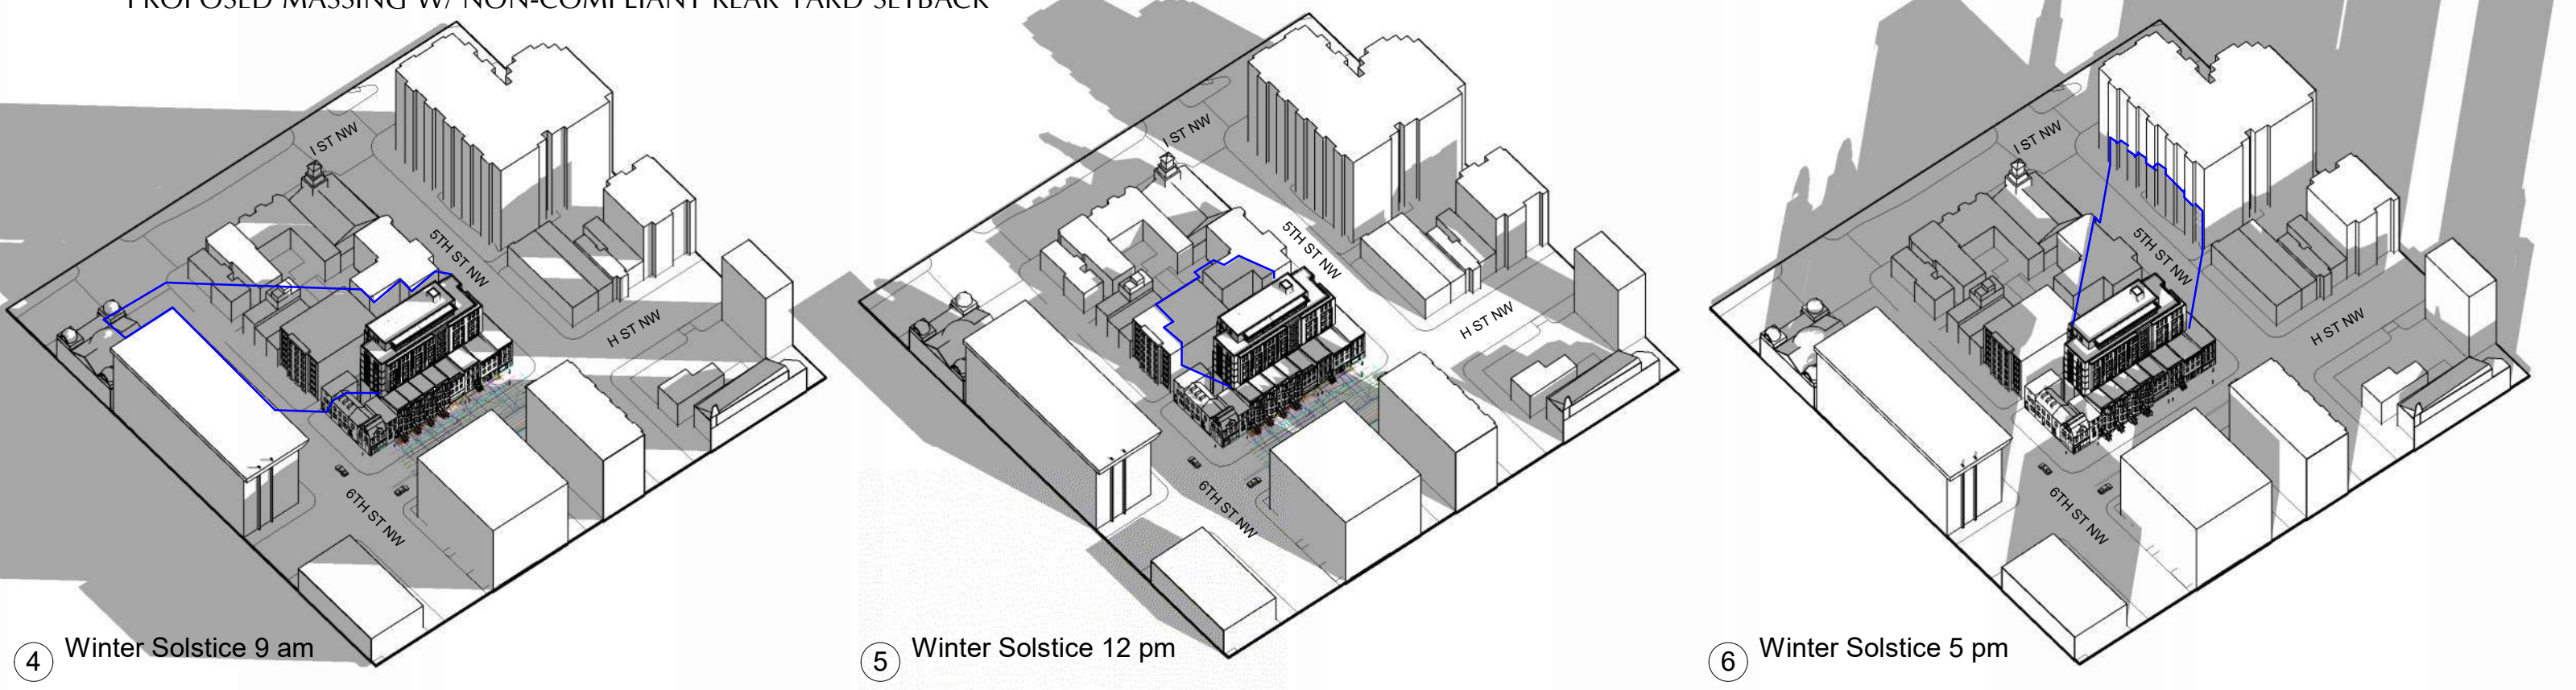 PROPOSED MASSING W/ NON-COMPLIANT REAR YARD SETBACK
I ST NW
5TH ST NW
H ST NW
6TH ST NW
4 Winter Solstice 9 am
I ST NW
5TH ST NW
H ST NW
6TH ST NW
5 Winter Solstice 12 pm
I ST NW
5TH ST NW
H ST NW
6TH ST NW
6 Winter Solstice 5 pm